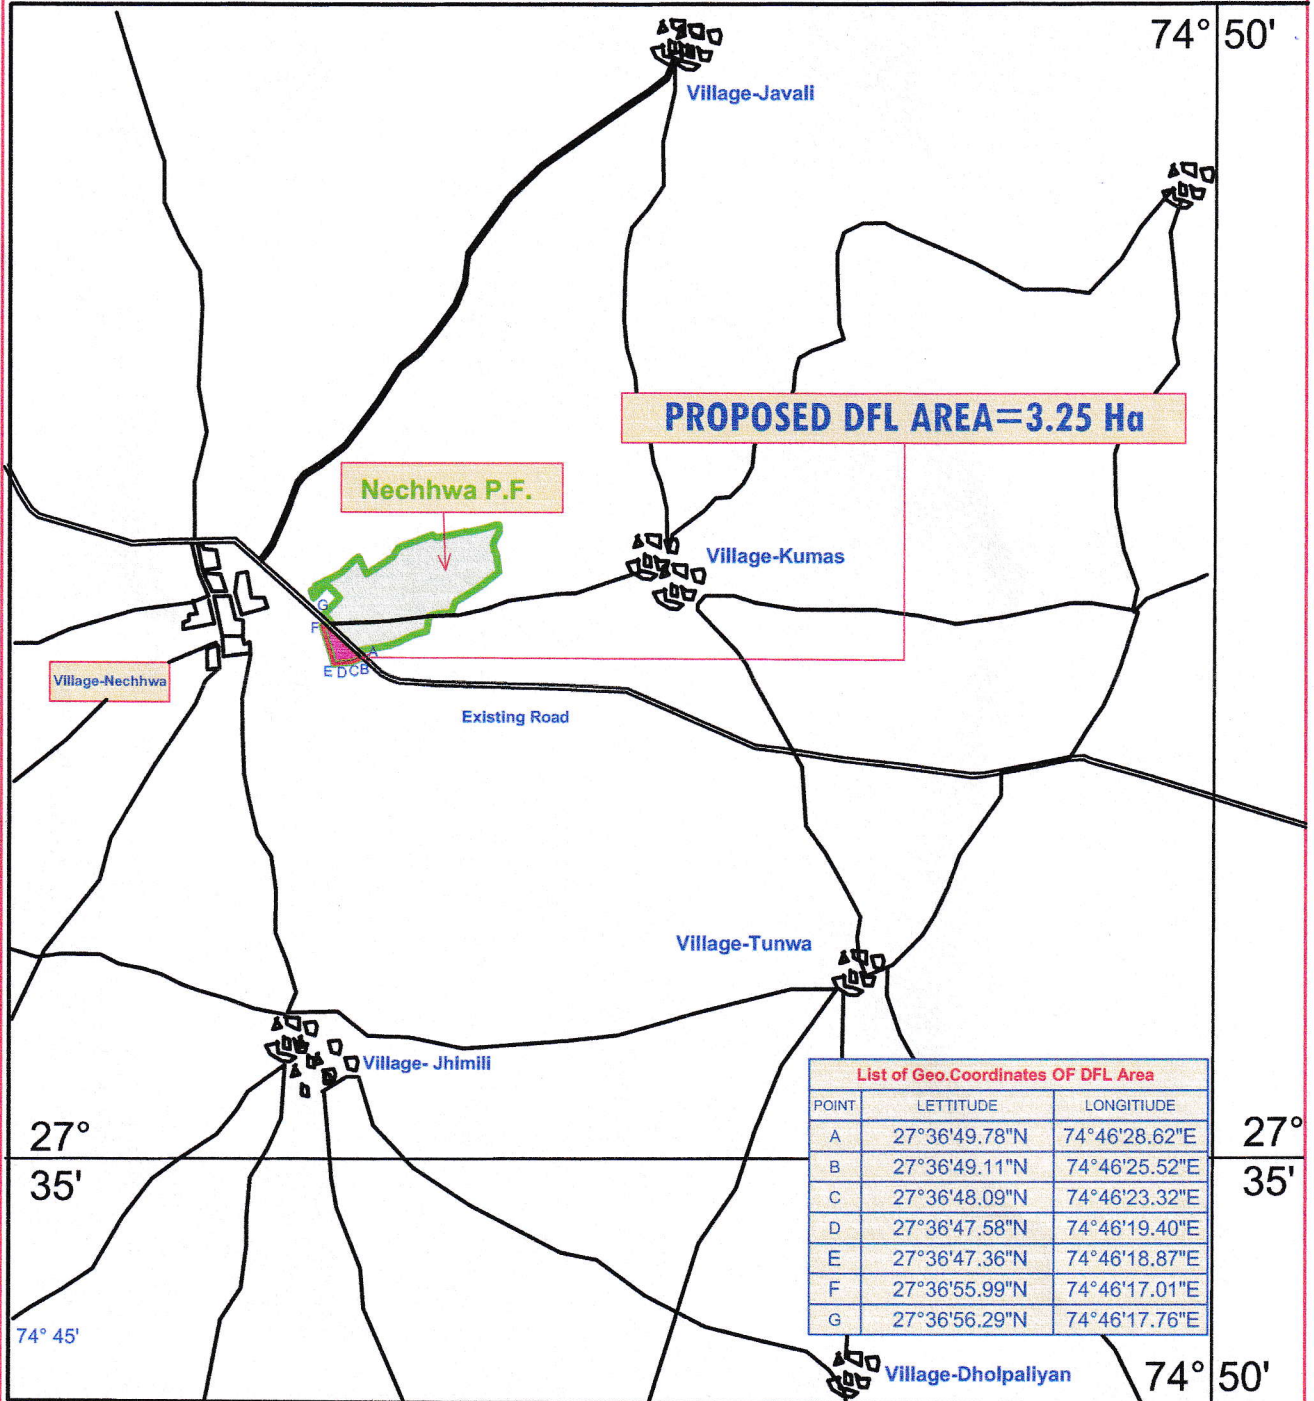 74° 50'
Village-Javali
PROPOSED DFL AREA=3.25 Ha
Nechhwa P.F.
Village-Kumas
G
F
A
E D C B
Village-Nechhwa
Existing Road
Village-Tunwa
Village- Jhimili
List of Geo.Coordinates OF DFL Area
POINT LETTITUDE LONGITIUDE
A 27°36'49.78"N 74°46'28.62"E
B 27°36'49.11"N 74°46'25.52"E
C 27°36'48.09"N 74°46'23.32"E
D 27°36'47.58"N 74°46'19.40"E
E 27°36'47.36"N 74°46'18.87"E
F 27°36'55.99"N 74°46'17.01"E
G 27°36'56.29"N 74°46'17.76"E
27°
35'
27°
35'
74° 45'
Village-Dholpaliyan
74° 50'